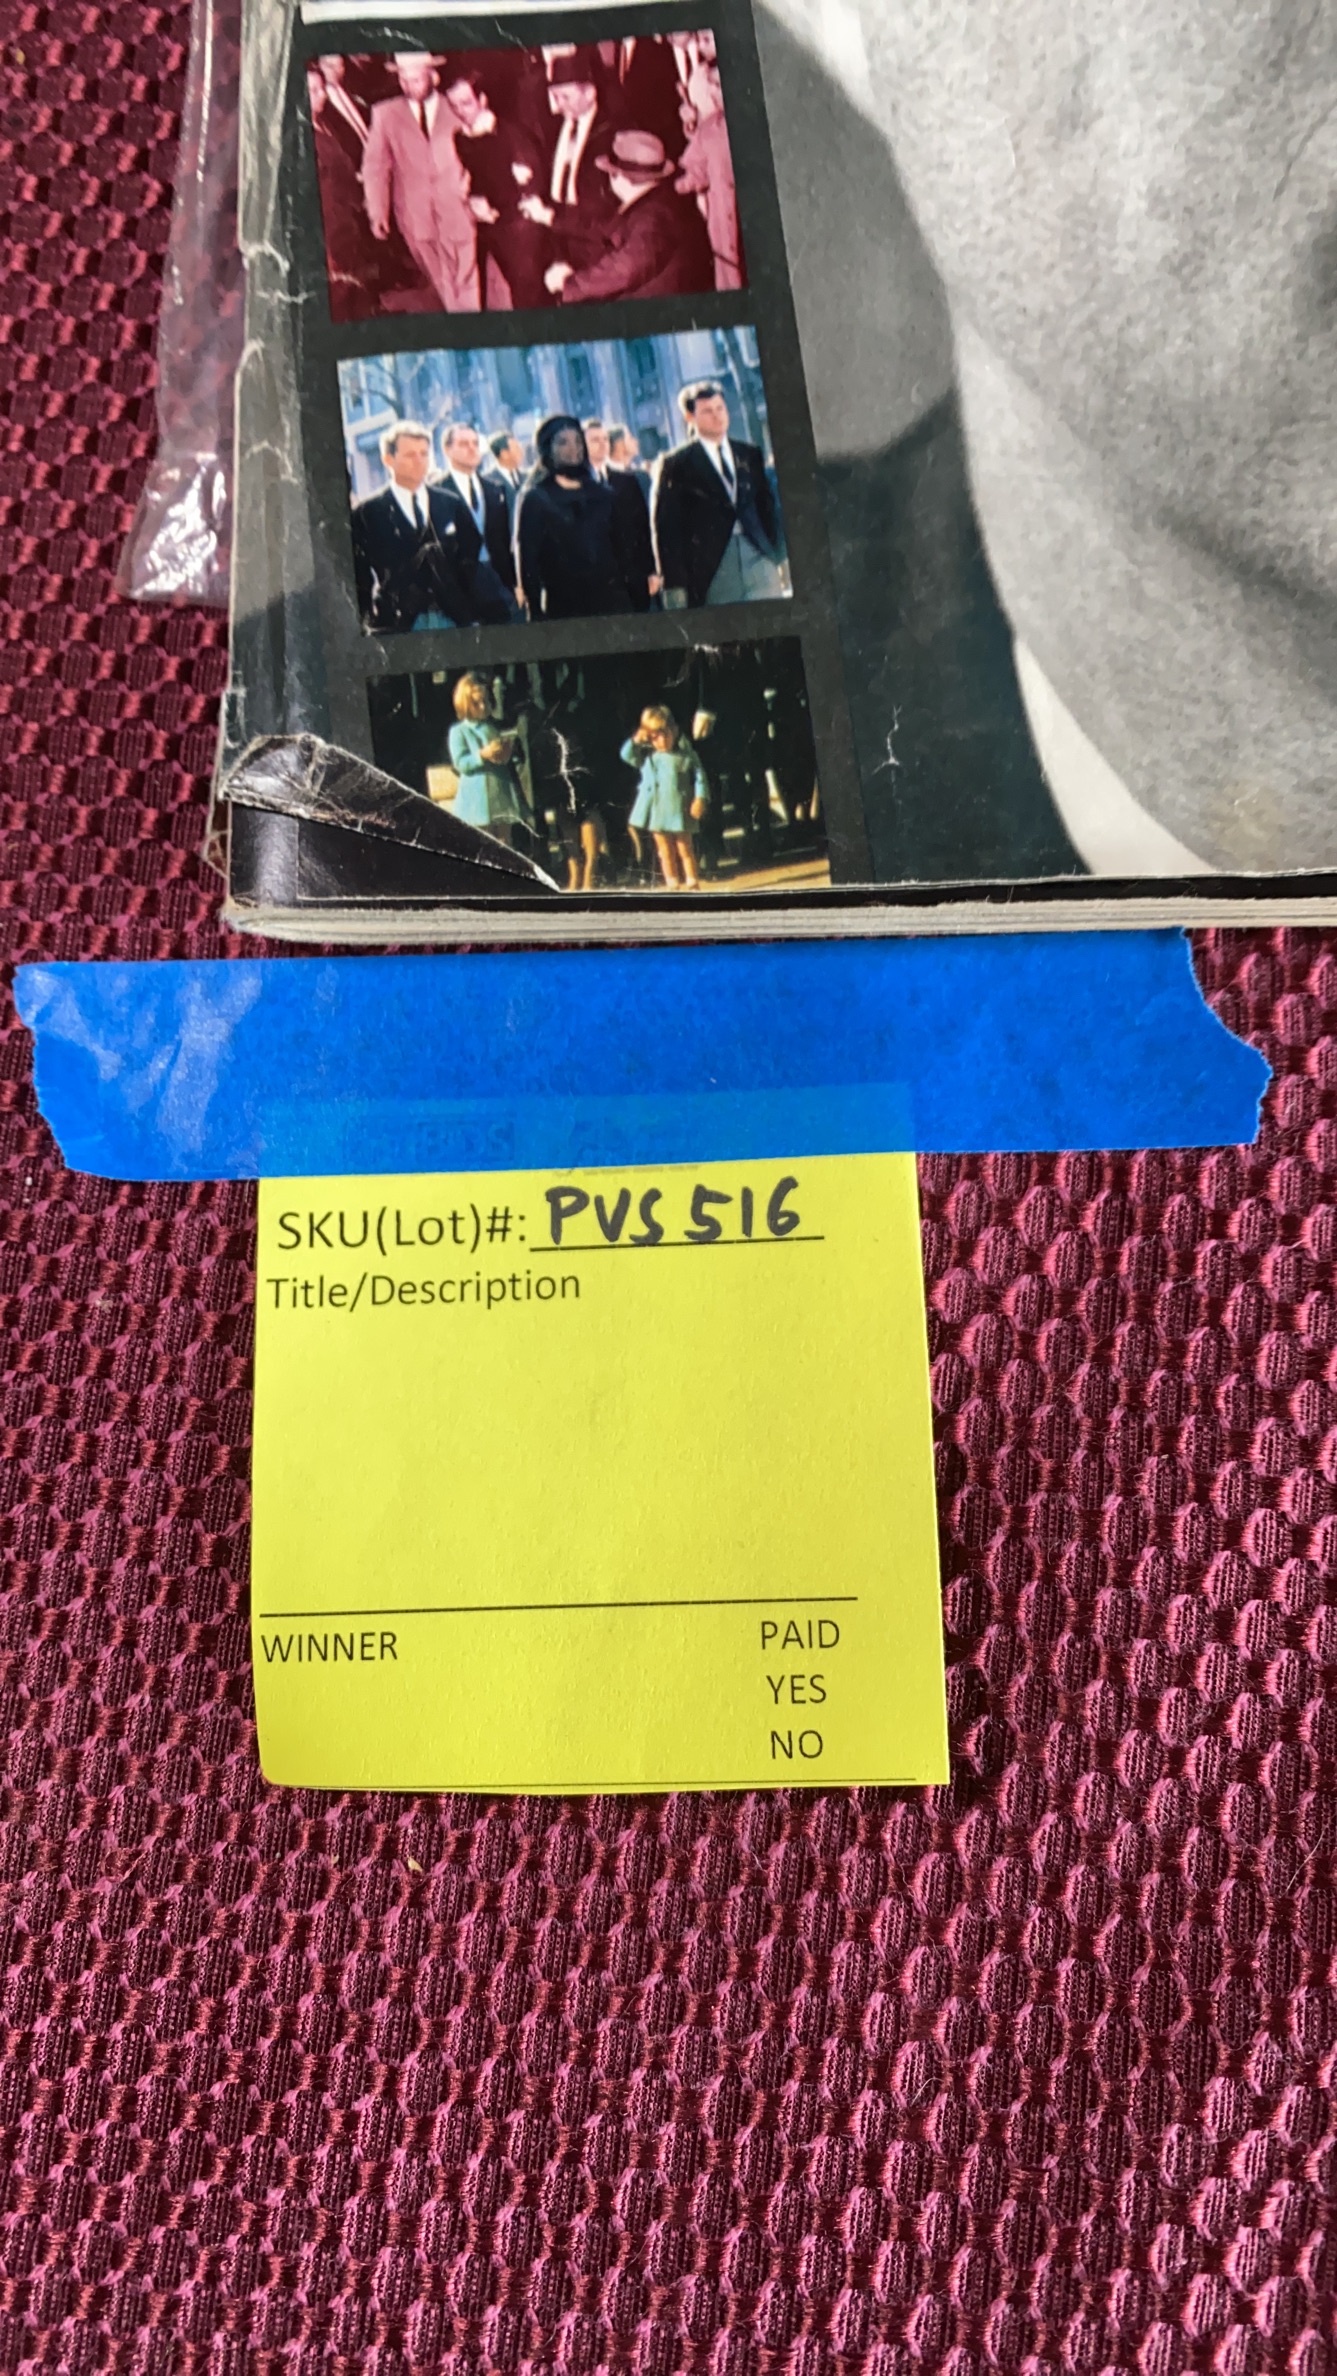 SKU(Lot)#: PVS 516
Title/Description
WINNER
PAID
YES
NO